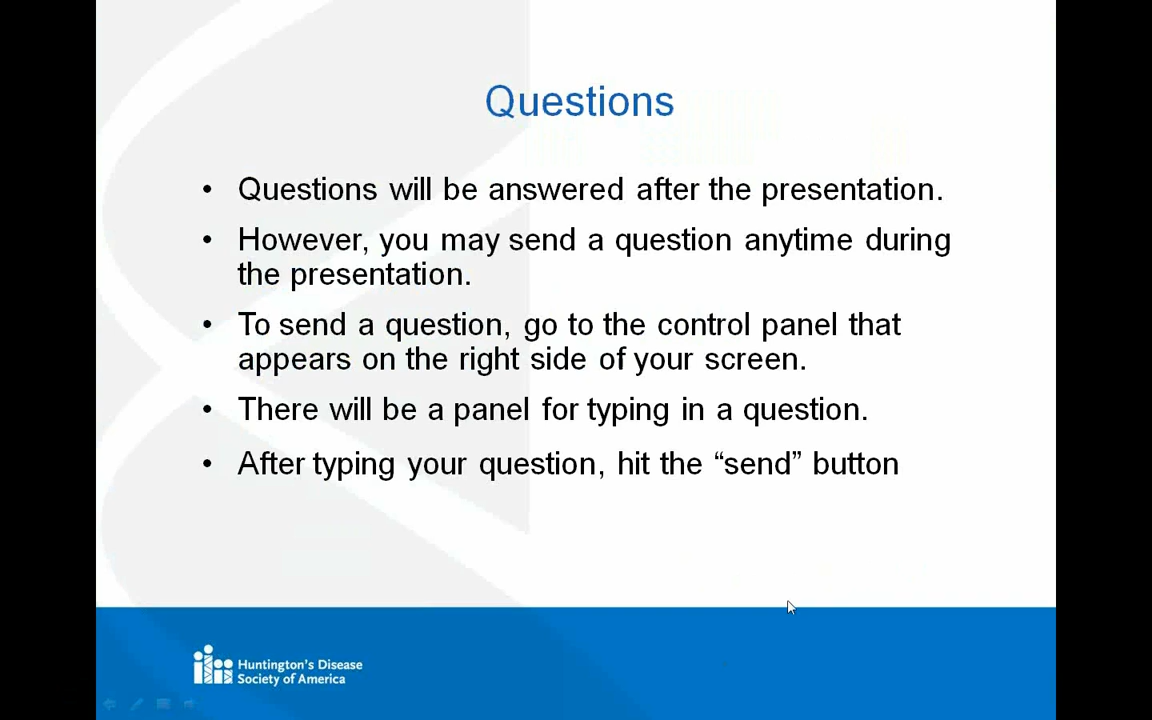 Questions
• Questions will be answered after the presentation.
• However, you may send a question anytime during
the presentation.
• To send a question, go to the control panel that
appears on the right side of your screen.
• There will be a panel for typing in a question.
• After typing your question, hit the “send” button
Huntington’s Disease
Society of America